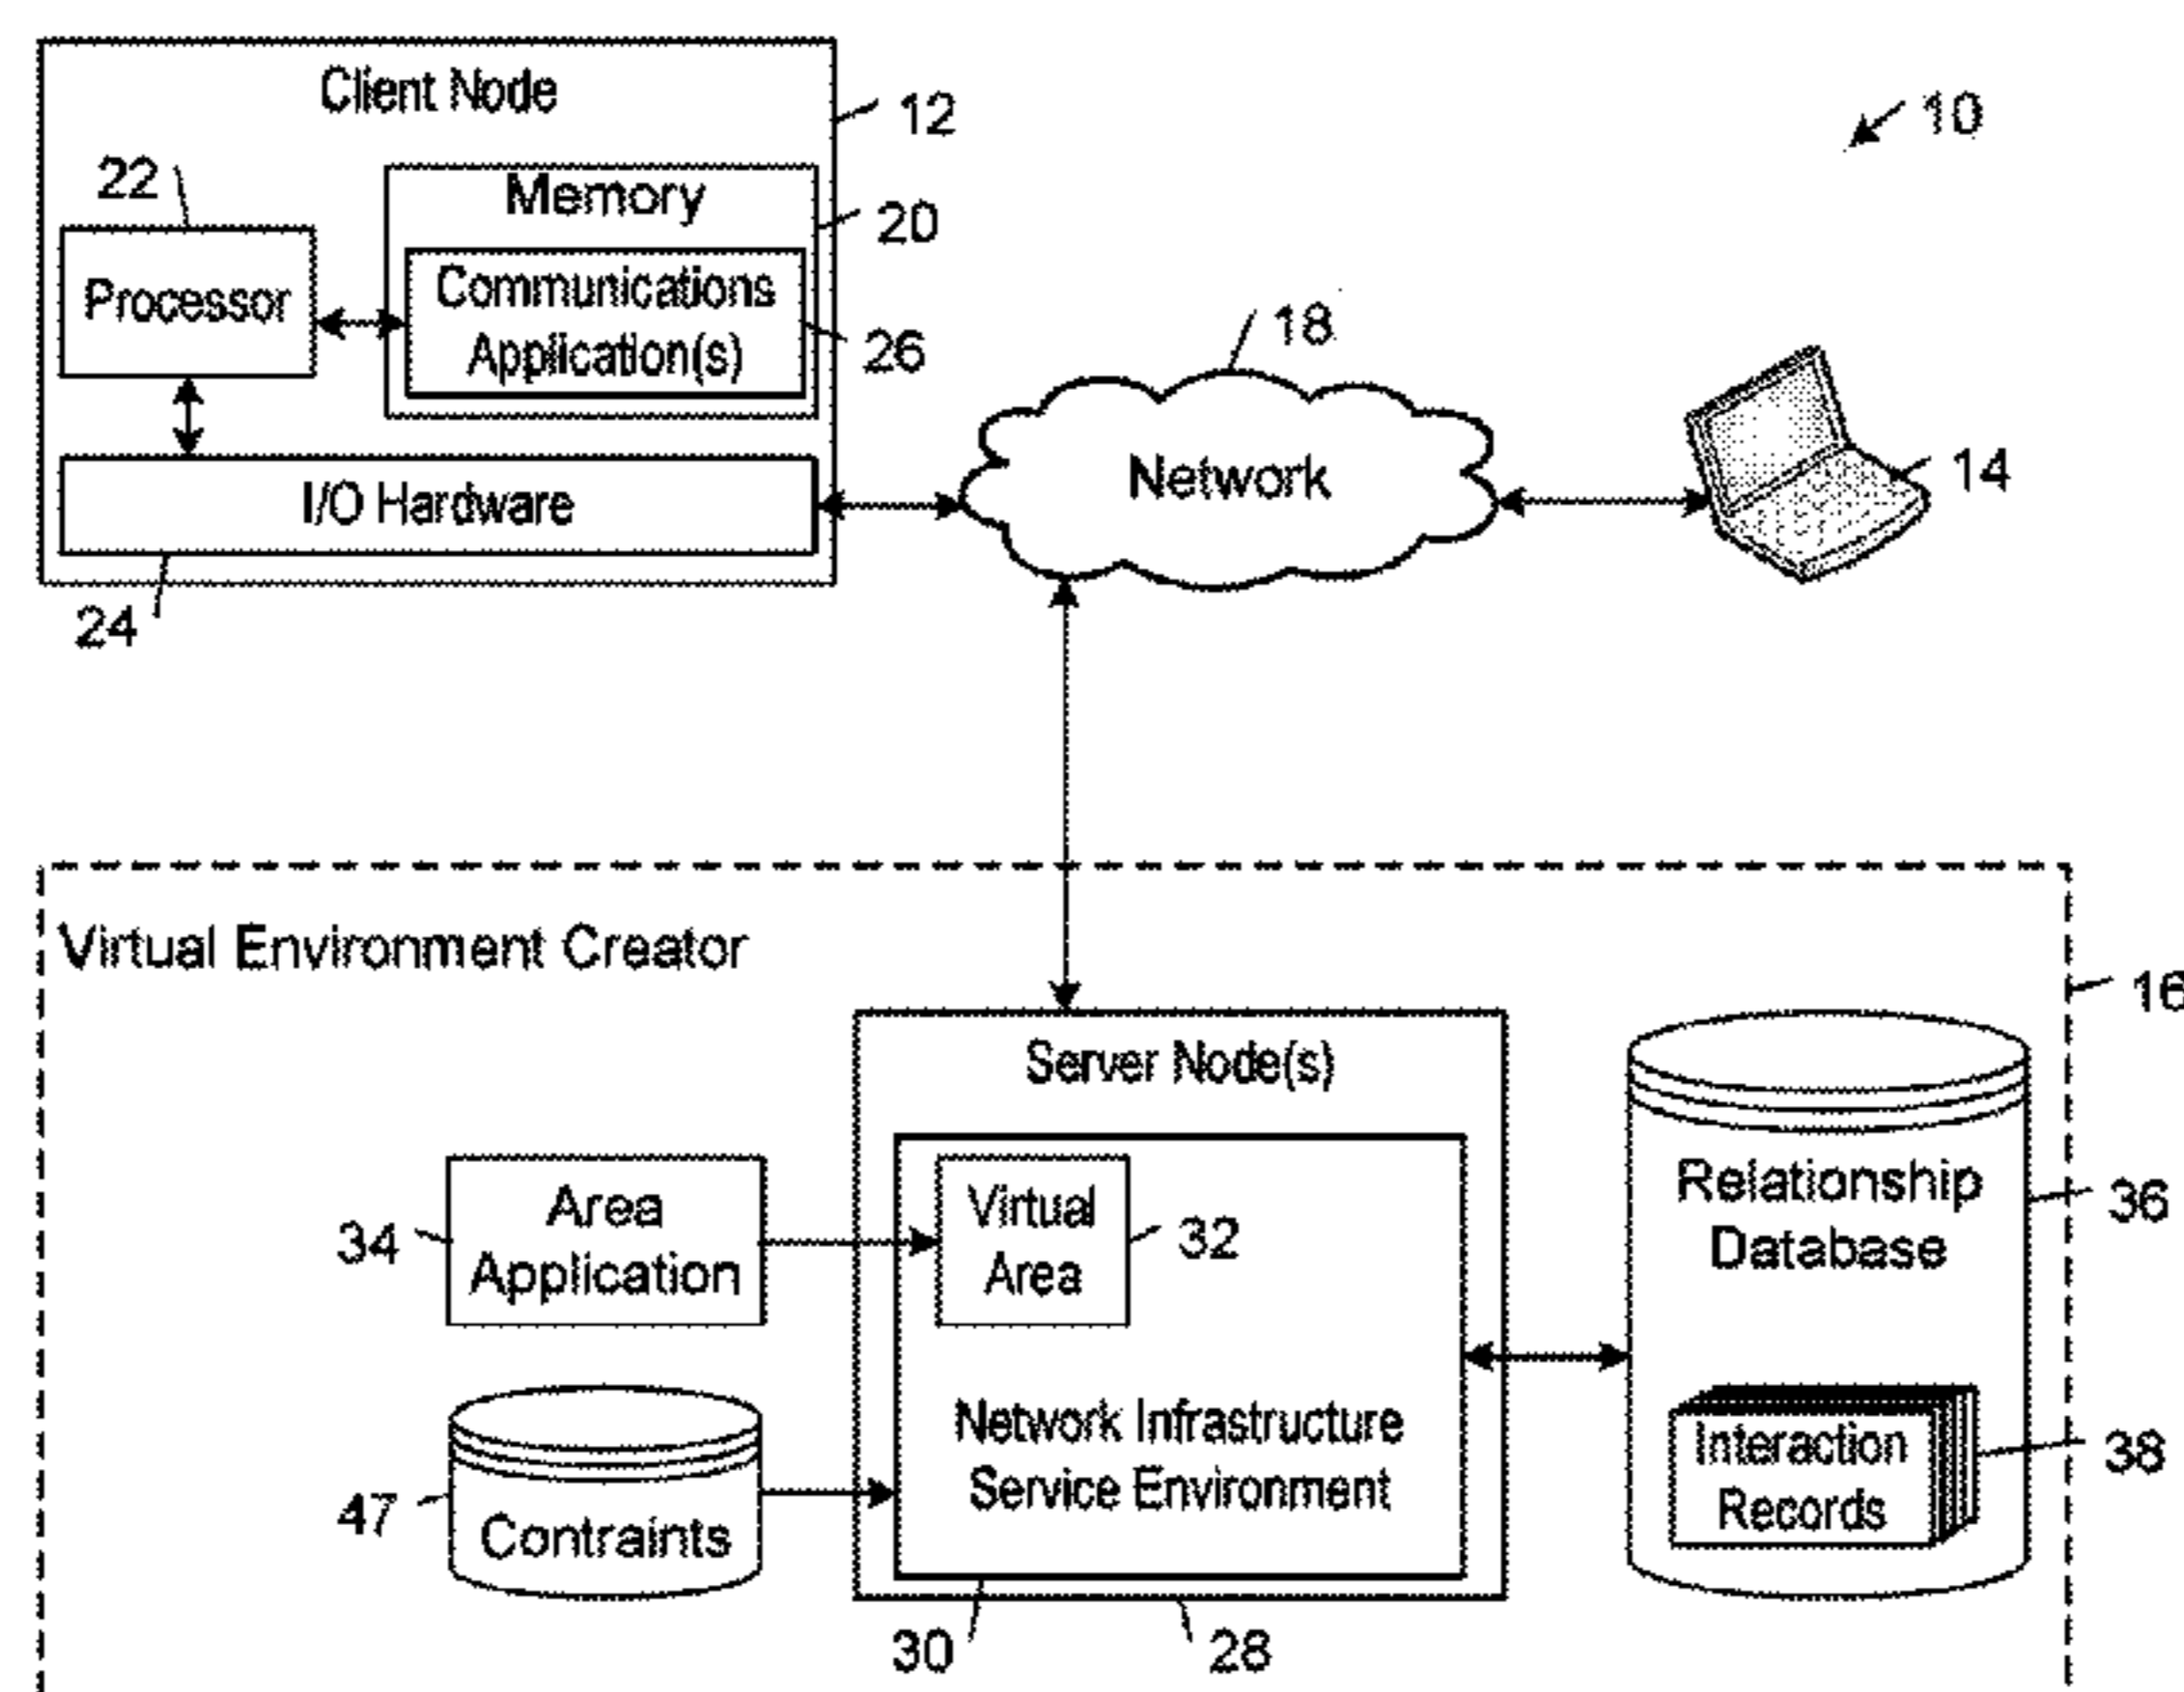 Client Node
12
10
22
Memory
20
Processor
Communications
Application(s)
26
18
I/O Hardware
Network
14
24
Virtual Environment Creator
16
Server Node(s)
34
Area
Application
Virtual
Area
32
Relationship
Database
36
47
Contraints
Network Infrastructure
Service Environment
Interaction
Records
38
30
28